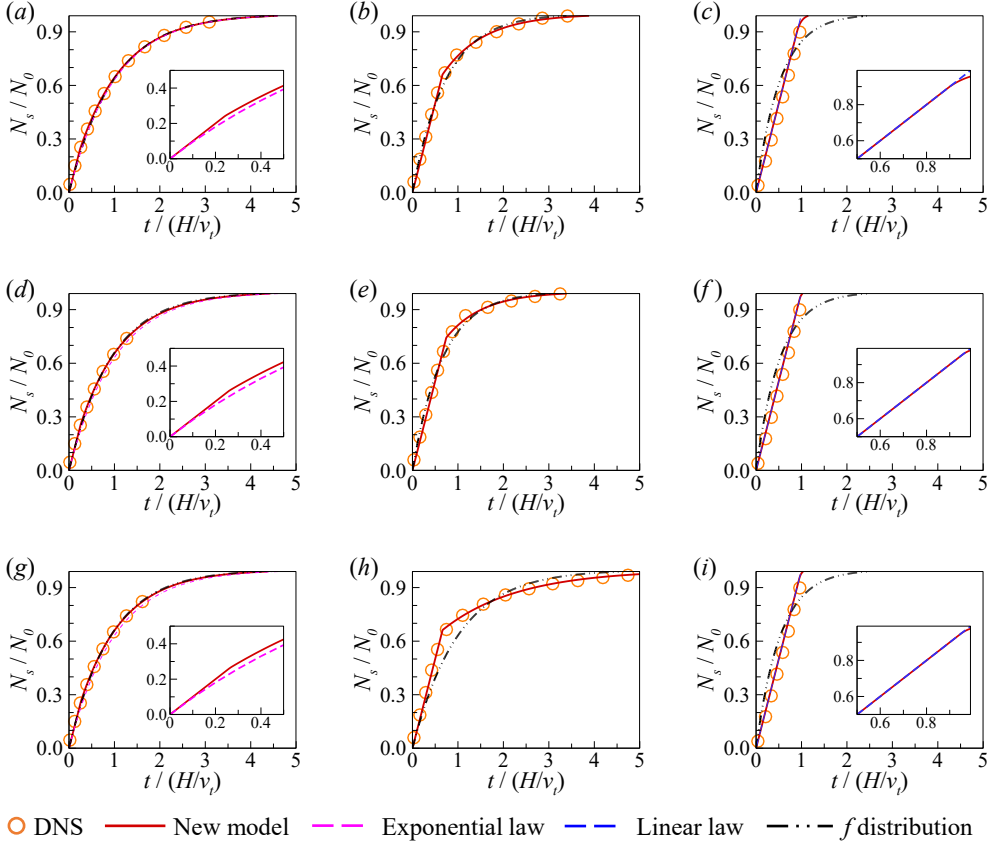 (a) (b) (c)
N_s / N_0 N_s / N_0 N_s / N_0
0.9 0.9 0.9
0.6 0.6 0.6
0.3 0.3 0.3
0.0 0.0 0.0
0.4 0.8
0.2 0.6
0.0
0.0 0.2 0.4 0.6 0.8
0 1 2 3 4 5 0 1 2 3 4 5 0 1 2 3 4 5
t / (H/v_t) t / (H/v_t) t / (H/v_t)
(d) (e) (f)
N_s / N_0 N_s / N_0 N_s / N_0
0.9 0.9 0.9
0.6 0.6 0.6
0.3 0.3 0.3
0.0 0.0 0.0
0.4 0.8
0.2 0.6
0.0
0.0 0.2 0.4 0.6 0.8
0 1 2 3 4 5 0 1 2 3 4 5 0 1 2 3 4 5
t / (H/v_t) t / (H/v_t) t / (H/v_t)
(g) (h) (i)
N_s / N_0 N_s / N_0 N_s / N_0
0.9 0.9 0.9
0.6 0.6 0.6
0.3 0.3 0.3
0.0 0.0 0.0
0.4 0.8
0.2 0.6
0.0
0.0 0.2 0.4 0.6 0.8
0 1 2 3 4 5 0 1 2 3 4 5 0 1 2 3 4 5
t / (H/v_t) t / (H/v_t) t / (H/v_t)
DNS New model Exponential law Linear law f distribution